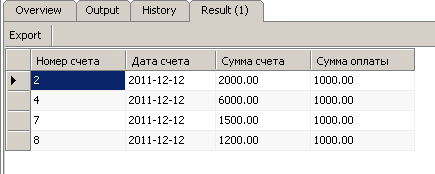 Overview Output History Result (1)
Export
Номер счета Дата счета Сумма счета Сумма оплаты
2 2011-12-12 2000.00 1000.00
4 2011-12-12 6000.00 1000.00
7 2011-12-12 1500.00 1000.00
8 2011-12-12 1200.00 1000.00